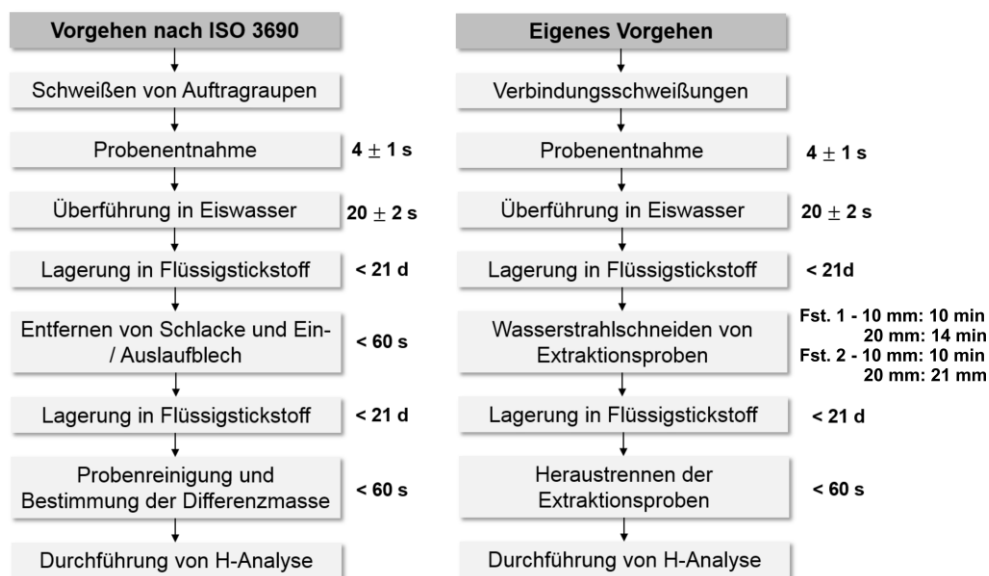 Vorgehen nach ISO 3690
Schweißen von Auftragraupen
Probenentnahme
4 ± 1 s
Überführung in Eiswasser
20 ± 2 s
Lagerung in Flüssigstickstoff
< 21 d
Entfernen von Schlacke und Ein-
/ Auslaufblech
< 60 s
Lagerung in Flüssigstickstoff
< 21 d
Probenreinigung und
Bestimmung der Differenzmasse
< 60 s
Durchführung von H-Analyse
Eigenes Vorgehen
Verbindungsschweißungen
Probenentnahme
4 ± 1 s
Überführung in Eiswasser
20 ± 2 s
Lagerung in Flüssigstickstoff
< 21d
Wasserstrahlschneiden von
Extraktionsproben
Fst. 1 - 10 mm: 10 min
20 mm: 14 min
Fst. 2 - 10 mm: 10 min
20 mm: 21 mm
Lagerung in Flüssigstickstoff
< 21 d
Heraustrennen der
Extraktionsproben
< 60 s
Durchführung von H-Analyse